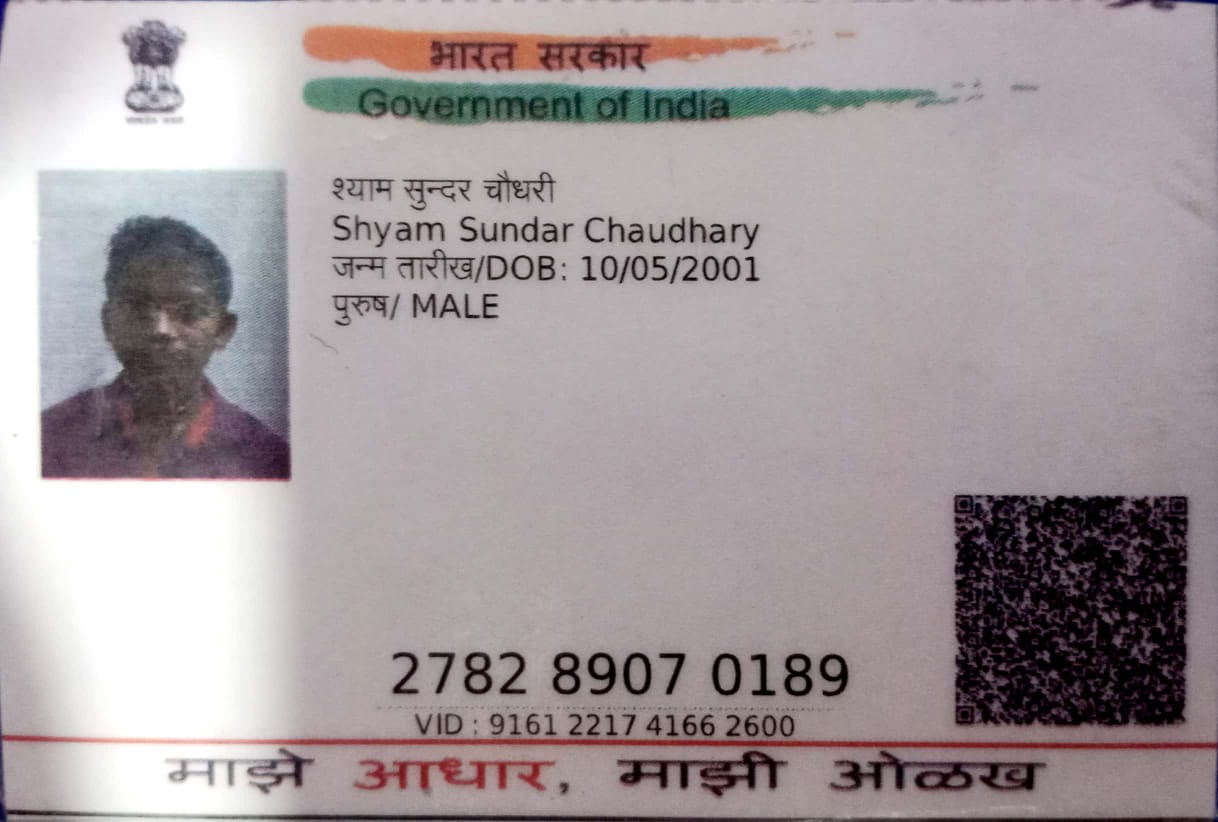 भारत सरकार
Government of India
श्याम सुन्दर चौधरी
Shyam Sundar Chaudhary
जन्म तारीख/DOB: 10/05/2001
पुरुष/ MALE
2782 8907 0189
VID : 9161 2217 4166 2600
माझे आधार, माझी ओळख